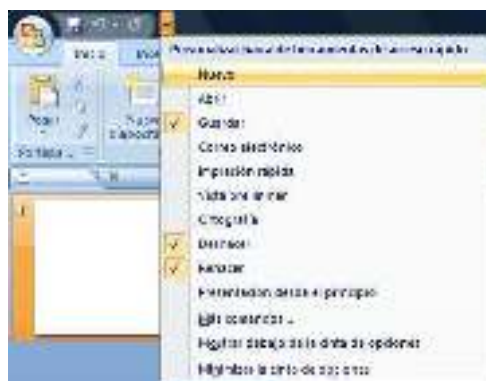 Inicio
Personalizar barra de herramientas de acceso rápido
Nuevo
Abrir
Guardar
Correo electrónico
Impresión rápida
Vista preliminar
Ortografía
Deshacer
Rehacer
Presentación desde el principio
Más comandos...
Mostrar debajo de la cinta de opciones
Minimizar la cinta de opciones
Pegar
Nueva
diapositiva
1